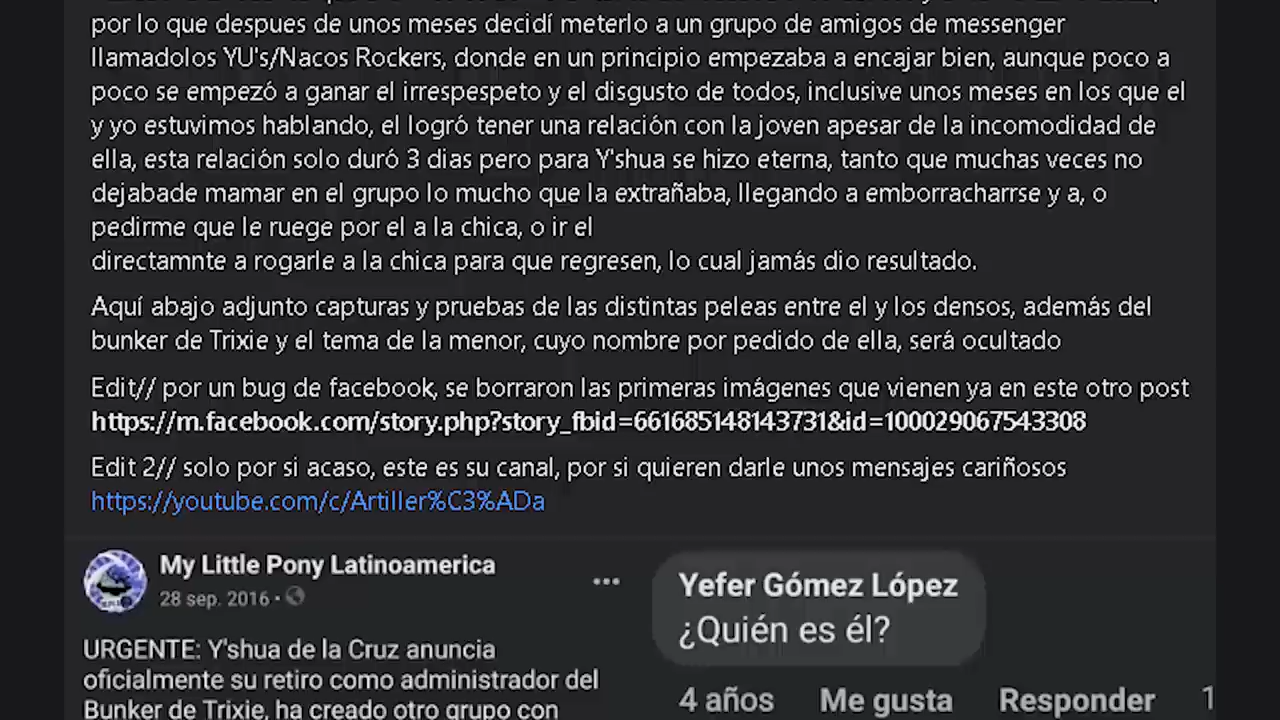 por lo que despues de unos meses decidí meterlo a un grupo de amigos de messenger
llamadolos YU's/Nacos Rockers, donde en un principio empezaba a encajar bien, aunque poco a
poco se empezó a ganar el irrespespeto y el disgusto de todos, inclusive unos meses en los que el
y yo estuvimos hablando, el logró tener una relación con la joven apesar de la incomodidad de
ella, esta relación solo duró 3 dias pero para Y'shua se hizo eterna, tanto que muchas veces no
dejabade mamar en el grupo lo mucho que la extrañaba, llegando a emborracharrse y a, o
pedirme que le ruege por el a la chica, o ir el
directamnte a rogarle a la chica para que regresen, lo cual jamás dio resultado.
Aquí abajo adjunto capturas y pruebas de las distintas peleas entre el y los densos, además del
bunker de Trixie y el tema de la menor, cuyo nombre por pedido de ella, será ocultado
Edit// por un bug de facebook, se borraron las primeras imágenes que vienen ya en este otro post
https://m.facebook.com/story.php?story_fbid=661685148143731&id=100029067543308
Edit 2// solo por si acaso, este es su canal, por si quieren darle unos mensajes cariñosos
https://youtube.com/c/Artiller%C3%ADa
My Little Pony Latinoamerica
28 sep. 2016 •
URGENTE: Y'shua de la Cruz anuncia
oficialmente su retiro como administrador del
Bunker de Trixie, ha creado otro grupo con
Yefer Gómez López
¿Quién es él?
4 años Me gusta Responder 1